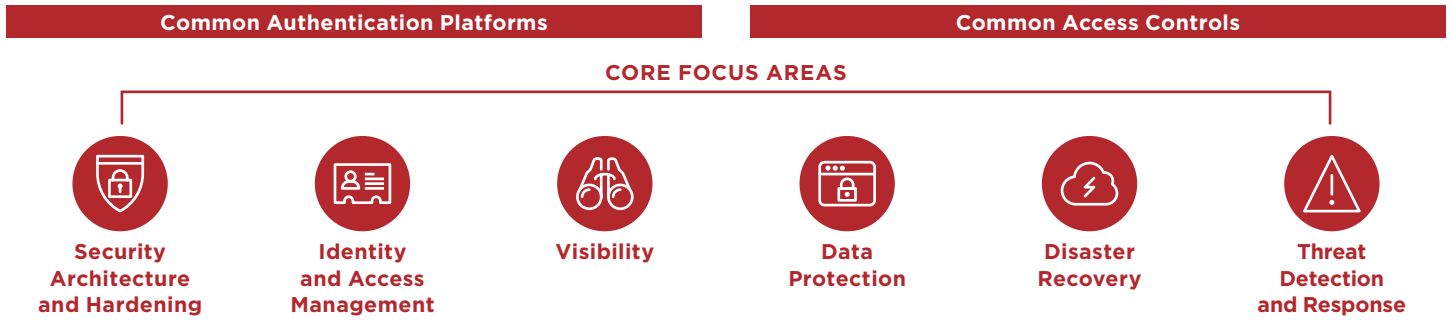 Common Authentication Platforms
Common Access Controls
CORE FOCUS AREAS
Security
Architecture
and Hardening
Identity
and Access
Management
Visibility
Data
Protection
Disaster
Recovery
Threat
Detection
and Response